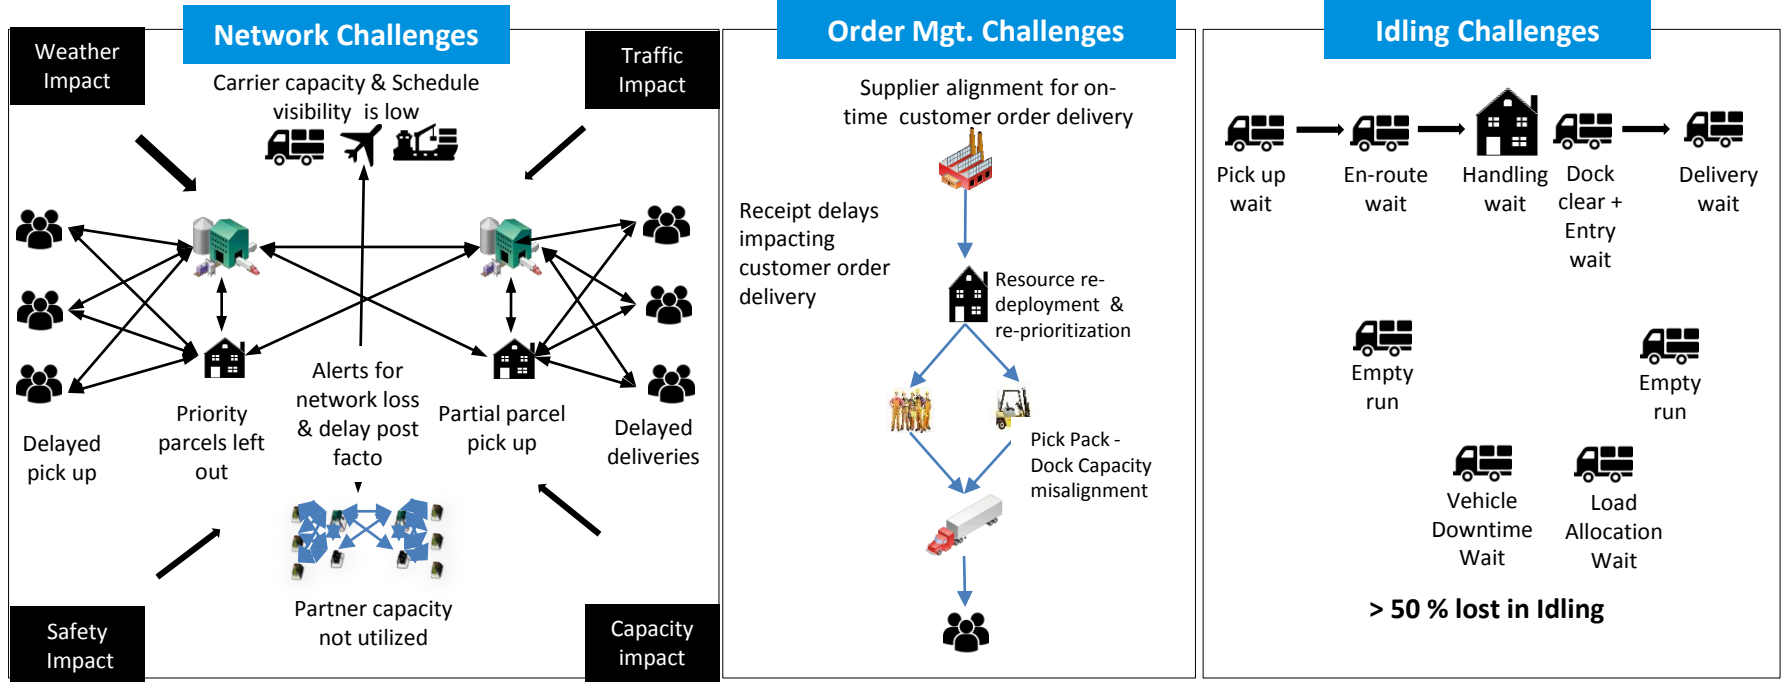 Network Challenges
Weather
Impact
Traffic
Impact
Carrier capacity & Schedule
visibility is low
Delayed
pick up
Priority
parcels left
out
Alerts for
network loss
& delay post
facto
Partial parcel
pick up
Delayed
deliveries
Partner capacity
not utilized
Safety
Impact
Capacity
impact
Order Mgt. Challenges
Supplier alignment for on-
time customer order delivery
Receipt delays
impacting
customer order
delivery
Resource re-
deployment &
re-prioritization
Pick Pack -
Dock Capacity
misalignment
Idling Challenges
Pick up
wait
En-route
wait
Handling
wait
Dock
clear +
Entry
wait
Delivery
wait
Empty
run
Empty
run
Vehicle
Downtime
Wait
Load
Allocation
Wait
> 50 % lost in Idling